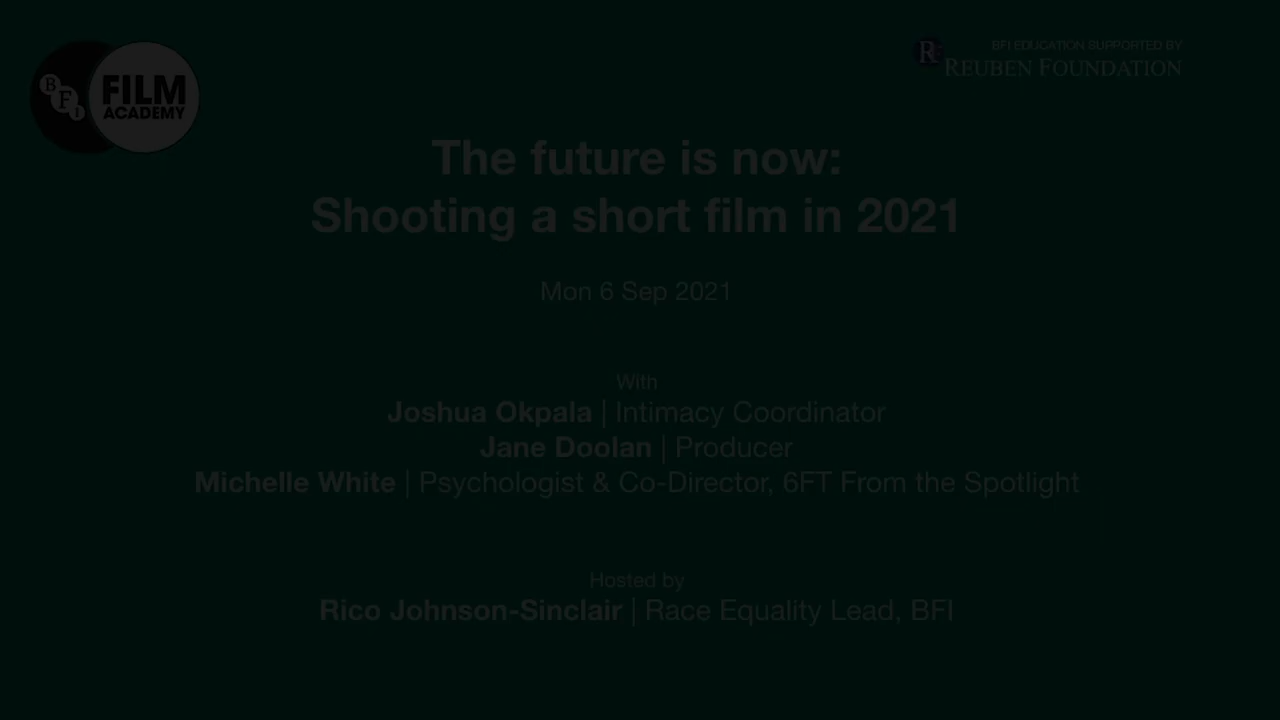 BFI
FILM
ACADEMY
R
BFI EDUCATION SUPPORTED BY
REUBEN FOUNDATION
The future is now:
Shooting a short film in 2021
Mon 6 Sep 2021
With
Joshua Okpala | Intimacy Coordinator
Jane Doolan | Producer
Michelle White | Psychologist & Co-Director, 6FT From the Spotlight
Hosted by
Rico Johnson-Sinclair | Race Equality Lead, BFI